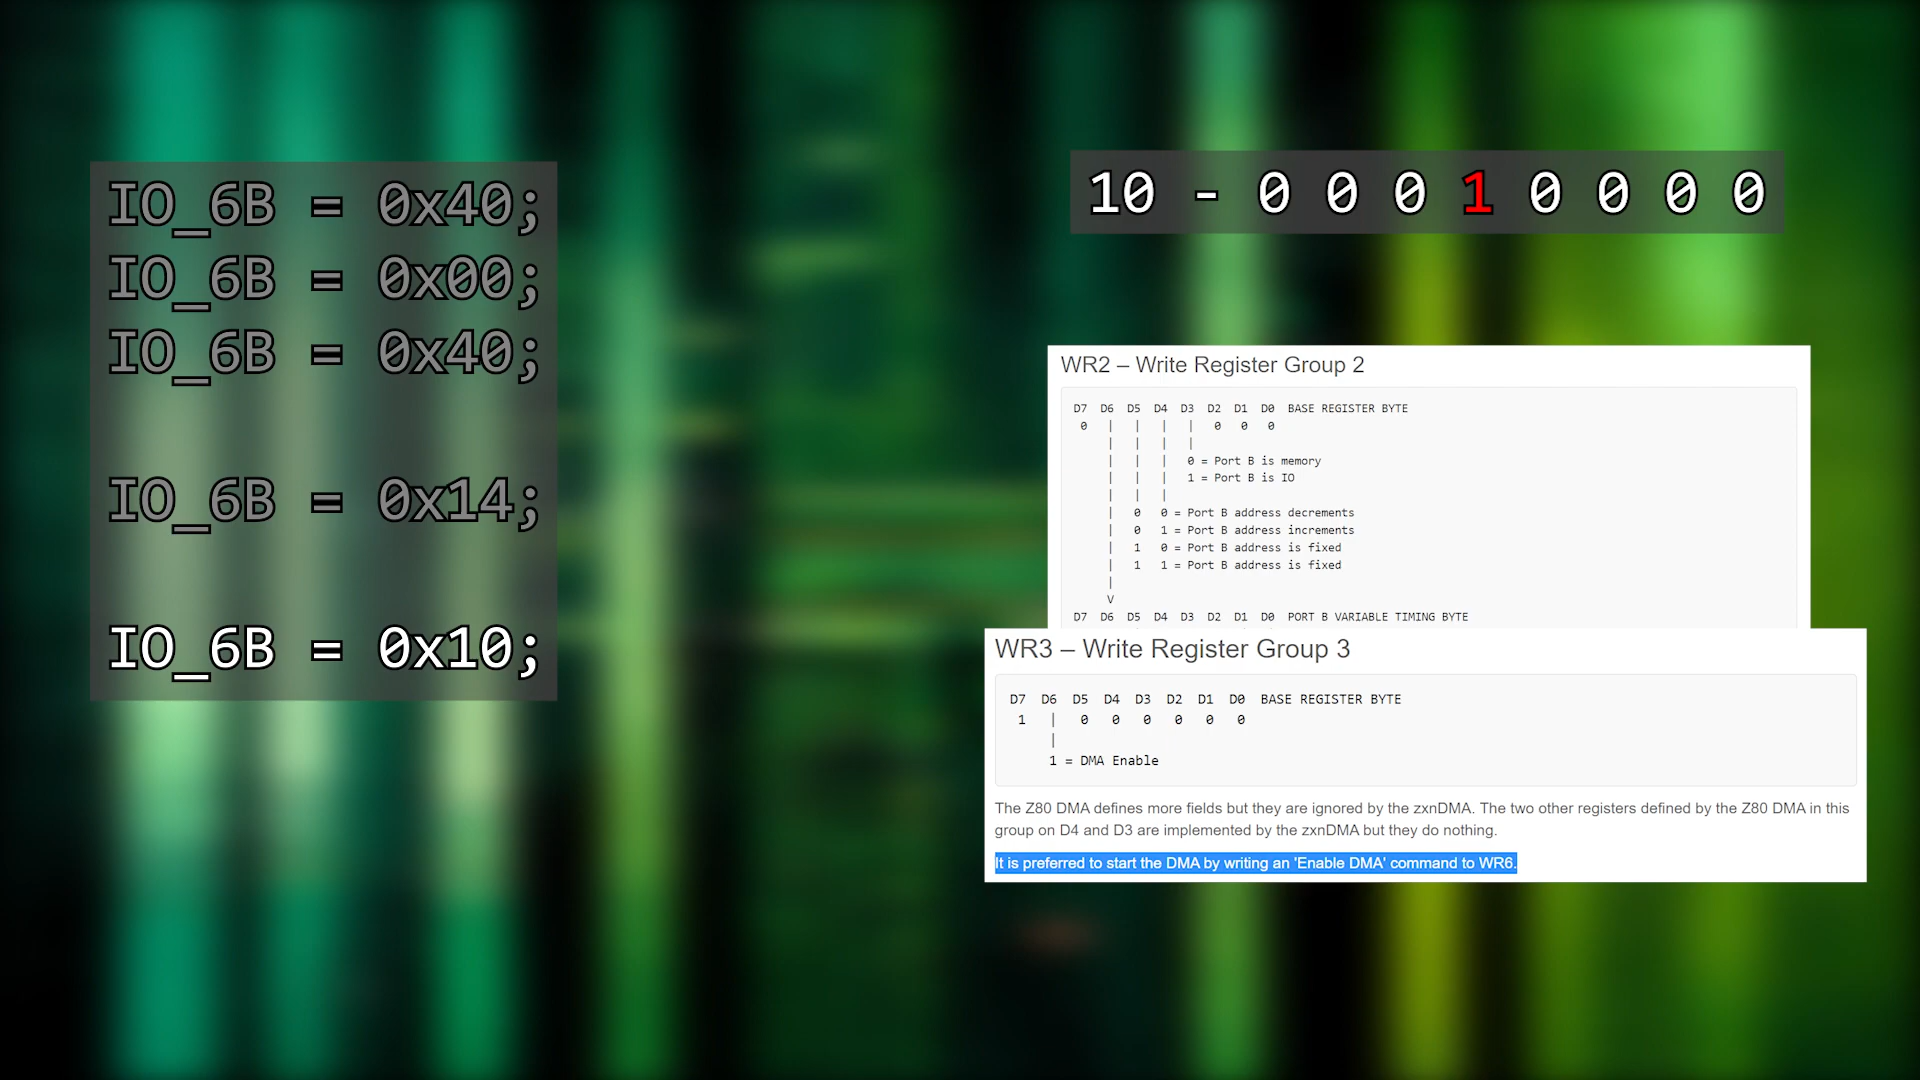 IO_6B = 0x40;
IO_6B = 0x00;
IO_6B = 0x40;
IO_6B = 0x14;
IO_6B = 0x10;
10 - 0 0 0 1 0 0 0 0
WR2 – Write Register Group 2
D7 D6 D5 D4 D3 D2 D1 D0 BASE REGISTER BYTE
0 | | | | 0 0 0
| | | |
| | | 0 = Port B is memory
| | | 1 = Port B is IO
| | |
| 0 0 = Port B address decrements
| 0 1 = Port B address increments
| 1 0 = Port B address is fixed
| 1 1 = Port B address is fixed
|
V
D7 D6 D5 D4 D3 D2 D1 D0 PORT B VARIABLE TIMING BYTE
WR3 – Write Register Group 3
D7 D6 D5 D4 D3 D2 D1 D0 BASE REGISTER BYTE
1 | 0 0 0 0 0 0
|
1 = DMA Enable
The Z80 DMA defines more fields but they are ignored by the zxnDMA. The two other registers defined by the Z80 DMA in this
group on D4 and D3 are implemented by the zxnDMA but they do nothing.
It is preferred to start the DMA by writing an 'Enable DMA' command to WR6.